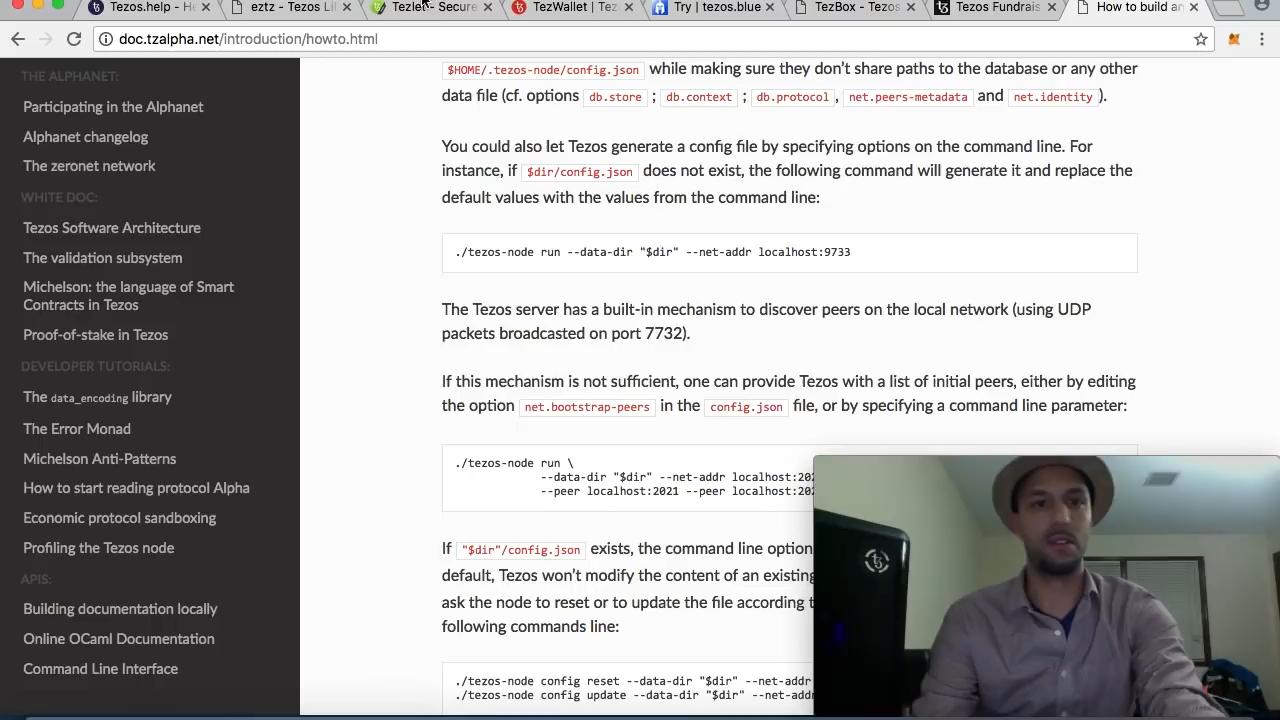 Tezos.help - H
eztz - Tezos Li
Tezle - Secure
TezWallet | Tez
Try | tezos.blue
TezBox - Tezos
Tezos Fundrais
How to build an
doc.tzalpha.net/introduction/howto.html
THE ALPHANET:
Participating in the Alphanet
Alphanet changelog
The zeronet network
WHITE DOC:
Tezos Software Architecture
The validation subsystem
Michelson: the language of Smart
Contracts in Tezos
Proof-of-stake in Tezos
DEVELOPER TUTORIALS:
The data_encoding library
The Error Monad
Michelson Anti-Patterns
How to start reading protocol Alpha
Economic protocol sandboxing
Profiling the Tezos node
APIS:
Building documentation locally
Online OCaml Documentation
Command Line Interface
$HOME/.tezos-node/config.json while making sure they don’t share paths to the database or any other
data file (cf. options db.store ; db.context ; db.protocol , net.peers-metadata and net.identity ).
You could also let Tezos generate a config file by specifying options on the command line. For
instance, if $dir/config.json does not exist, the following command will generate it and replace the
default values with the values from the command line:
./tezos-node run --data-dir "$dir" --net-addr localhost:9733
The Tezos server has a built-in mechanism to discover peers on the local network (using UDP
packets broadcasted on port 7732).
If this mechanism is not sufficient, one can provide Tezos with a list of initial peers, either by editing
the option net.bootstrap-peers in the config.json file, or by specifying a command line parameter:
./tezos-node run \
--data-dir "$dir" --net-addr localhost:202
--peer localhost:2021 --peer localhost:202
If "$dir"/config.json exists, the command line option
default, Tezos won’t modify the content of an existing
ask the node to reset or to update the file according t
following commands line:
./tezos-node config reset --data-dir "$dir" --net-addr
./tezos-node config update --data-dir "$dir" --net-add